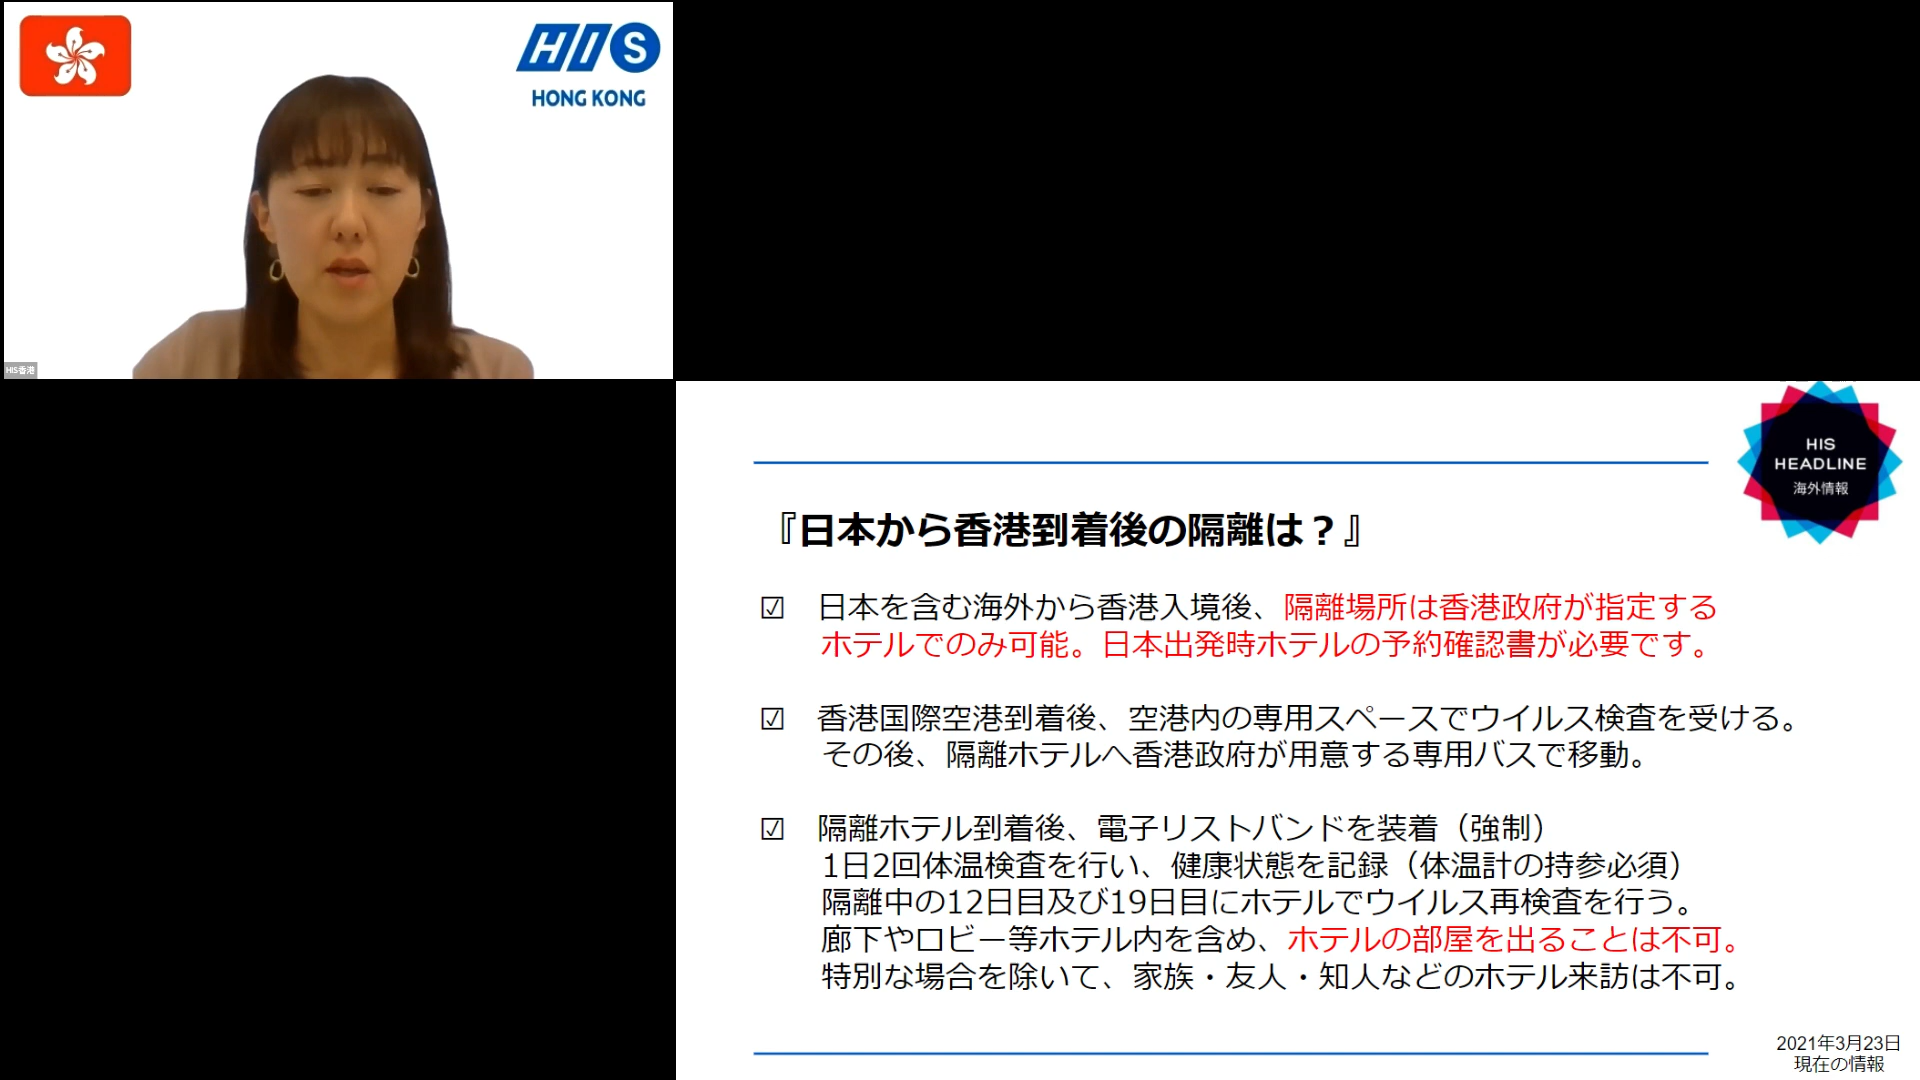 HIS
HONG KONG
HIS香港
HIS
HEADLINE
海外情報
『日本から香港到着後の隔離は？』
☑ 日本を含む海外から香港入境後、隔離場所は香港政府が指定する
ホテルでのみ可能。日本出発時ホテルの予約確認書が必要です。
☑ 香港国際空港到着後、空港内の専用スペースでウイルス検査を受ける。
その後、隔離ホテルへ香港政府が用意する専用バスで移動。
☑ 隔離ホテル到着後、電子リストバンドを装着（強制）
1日2回体温検査を行い、健康状態を記録（体温計の持参必須）
隔離中の12日目及び19日目にホテルでウイルス再検査を行う。
廊下やロビー等ホテル内を含め、ホテルの部屋を出ることは不可。
特別な場合を除いて、家族・友人・知人などのホテル来訪は不可。
2021年3月23日
現在の情報